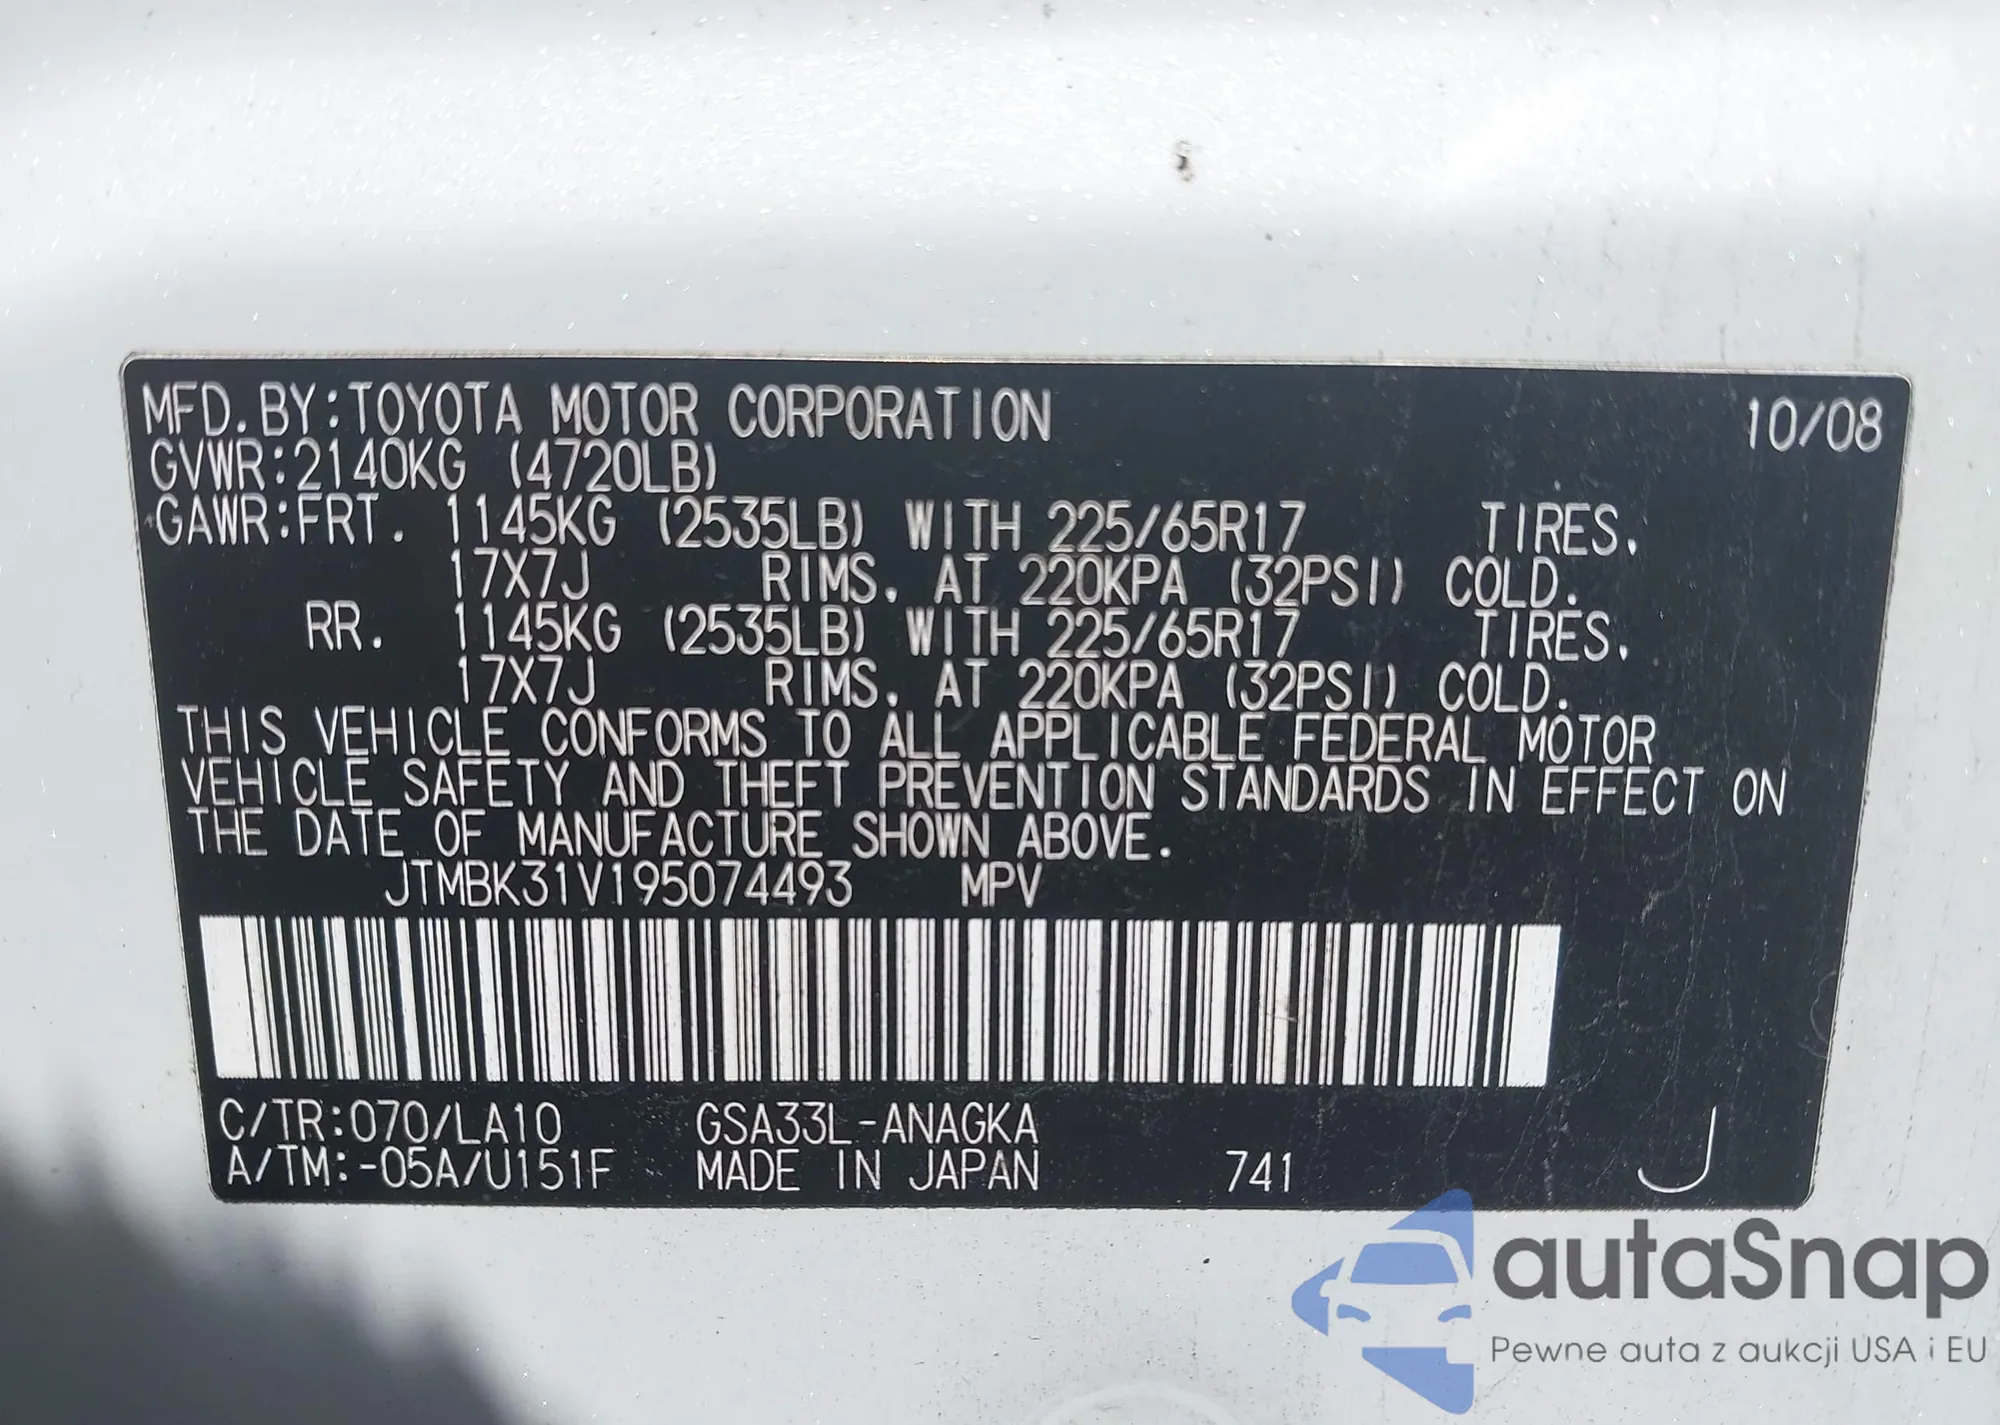 MFD.BY:TOYOTA MOTOR CORPORATION 10/08
GVWR:2140KG (4720LB)
GAWR:FRT. 1145KG (2535LB) WITH 225/65R17 TIRES.
17X7J RIMS. AT 220KPA (32PSI) COLD.
RR. 1145KG (2535LB) WITH 225/65R17 TIRES.
17X7J RIMS. AT 220KPA (32PSI) COLD.
THIS VEHICLE CONFORMS TO ALL APPLICABLE FEDERAL MOTOR
VEHICLE SAFETY AND THEFT PREVENTION STANDARDS IN EFFECT ON
THE DATE OF MANUFACTURE SHOWN ABOVE.
JTMBK31V195074493 MPV
C/TR:070/LA10 GSA33L-ANAGKA
A/TM:-05A/U151F MADE IN JAPAN 741 J
autaSnap
Pewne auta z aukcji USA i EU